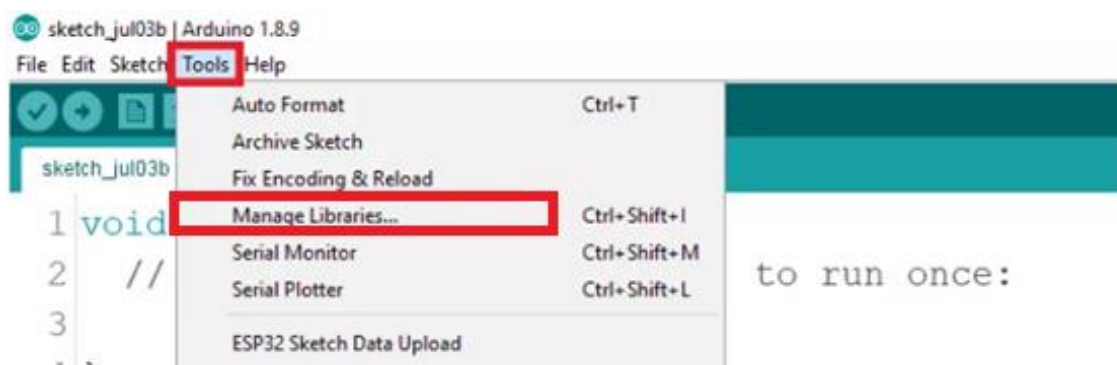 sketch_jul03b | Arduino 1.8.9
File Edit Sketch Tools Help
Auto Format Ctrl+T
Archive Sketch
sketch_jul03b
Fix Encoding & Reload
Manage Libraries... Ctrl+Shift+I
1 void
Serial Monitor Ctrl+Shift+M
2 // to run once:
Serial Plotter Ctrl+Shift+L
3
ESP32 Sketch Data Upload